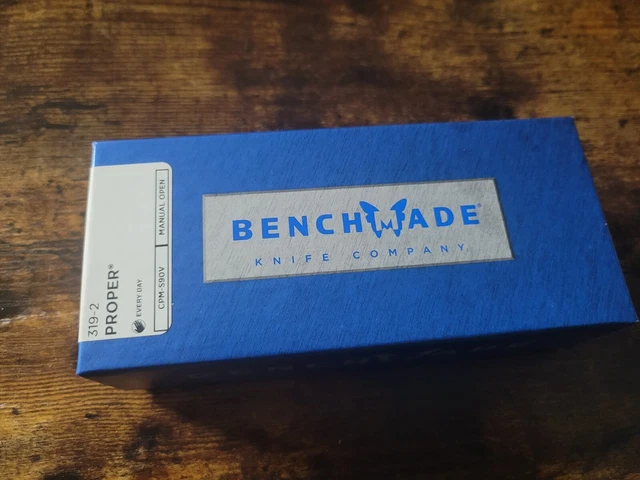 BENCHMADE®
KNIFE COMPANY
319-2
PROPER®
EVERY DAY
CPM-S90V
MANUAL OPEN